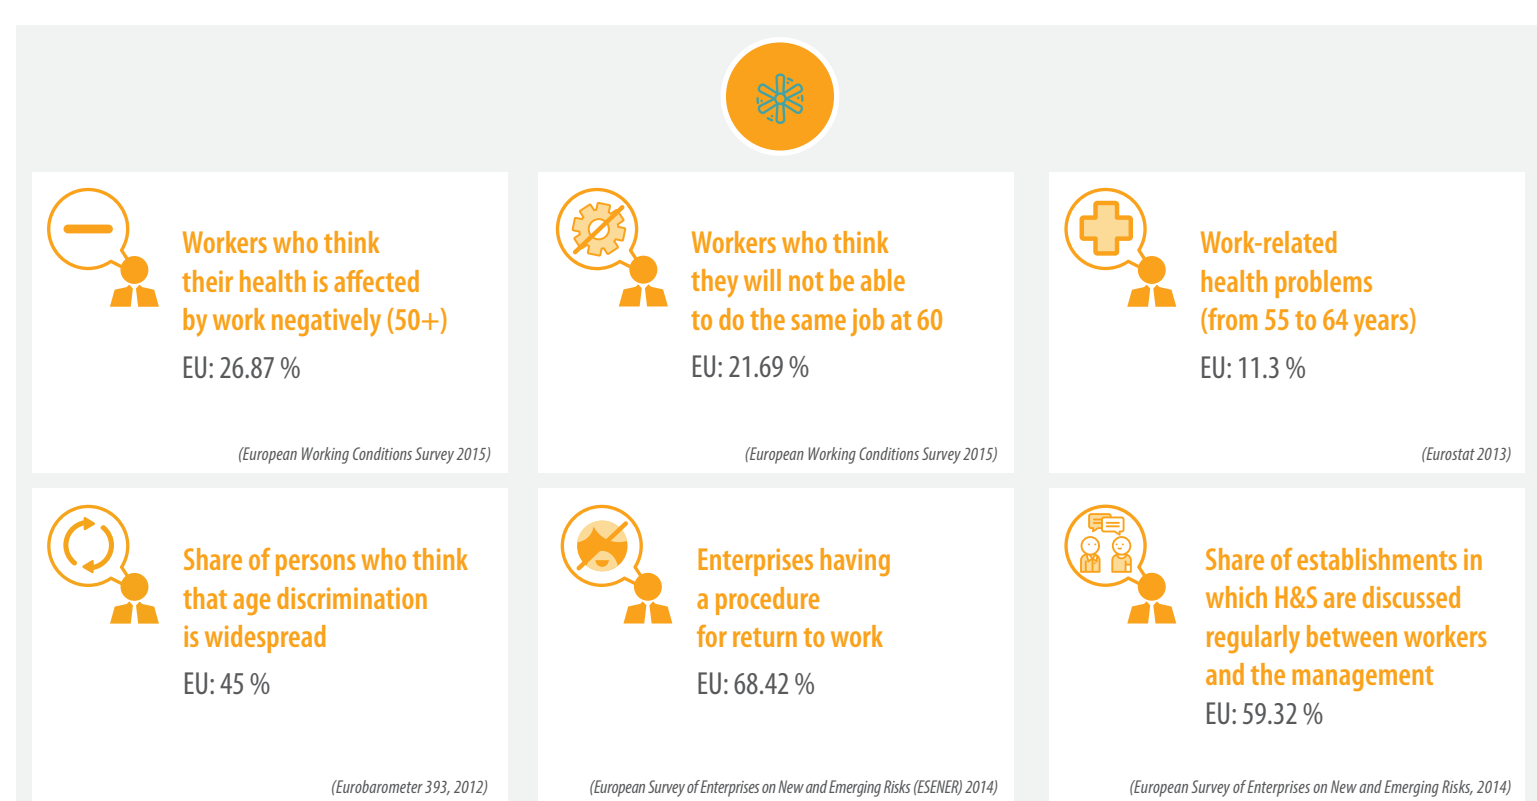 Workers who think
their health is affected
by work negatively (50+)
EU: 26.87 %
(European Working Conditions Survey 2015)
Workers who think
they will not be able
to do the same job at 60
EU: 21.69 %
(European Working Conditions Survey 2015)
Work-related
health problems
(from 55 to 64 years)
EU: 11.3 %
(Eurostat 2013)
Share of persons who think
that age discrimination
is widespread
EU: 45 %
(Eurobarometer 393, 2012)
Enterprises having
a procedure
for return to work
EU: 68.42 %
(European Survey of Enterprises on New and Emerging Risks (ESENER) 2014)
Share of establishments in
which H&S are discussed
regularly between workers
and the management
EU: 59.32 %
(European Survey of Enterprises on New and Emerging Risks, 2014)